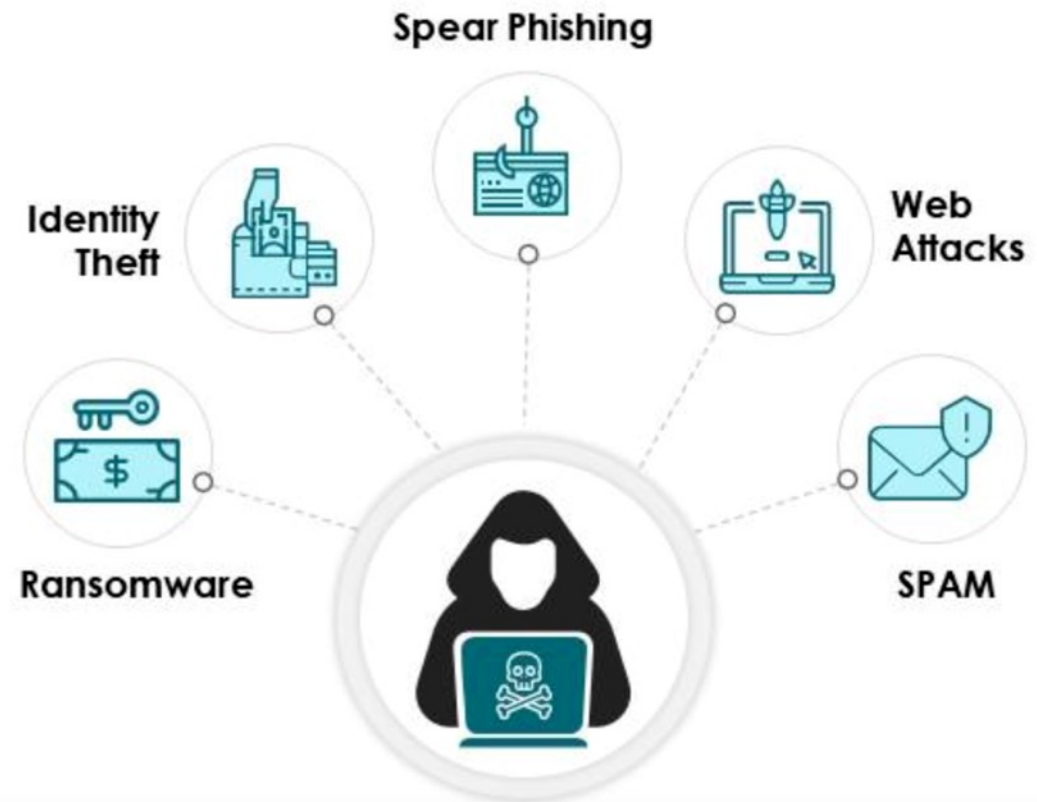 Spear Phishing
Identity
Theft
Web
Attacks
$
!
Ransomware
SPAM